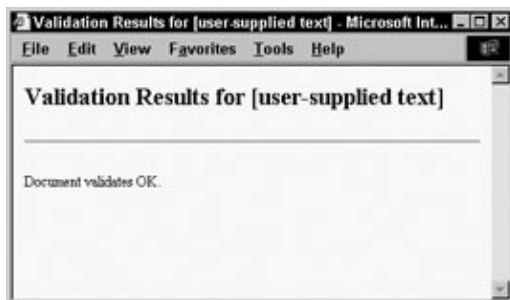 Validation Results for [user-supplied text] - Microsoft Int...
File Edit View Favorites Tools Help
Validation Results for [user-supplied text]
Document validates OK.